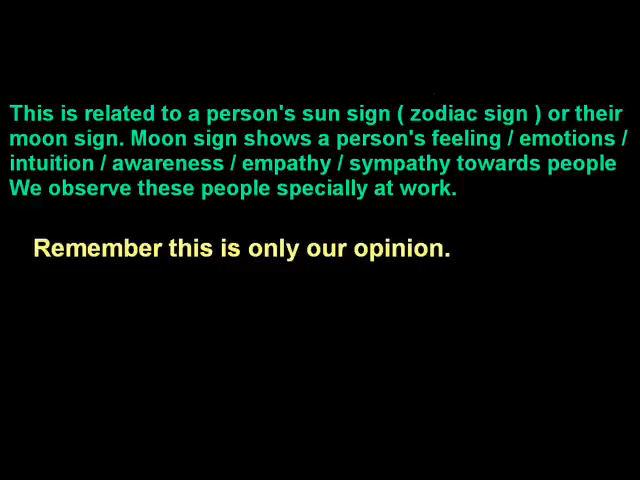 This is related to a person's sun sign ( zodiac sign ) or their
moon sign. Moon sign shows a person's feeling / emotions /
intuition / awareness / empathy / sympathy towards people
We observe these people specially at work.
Remember this is only our opinion.